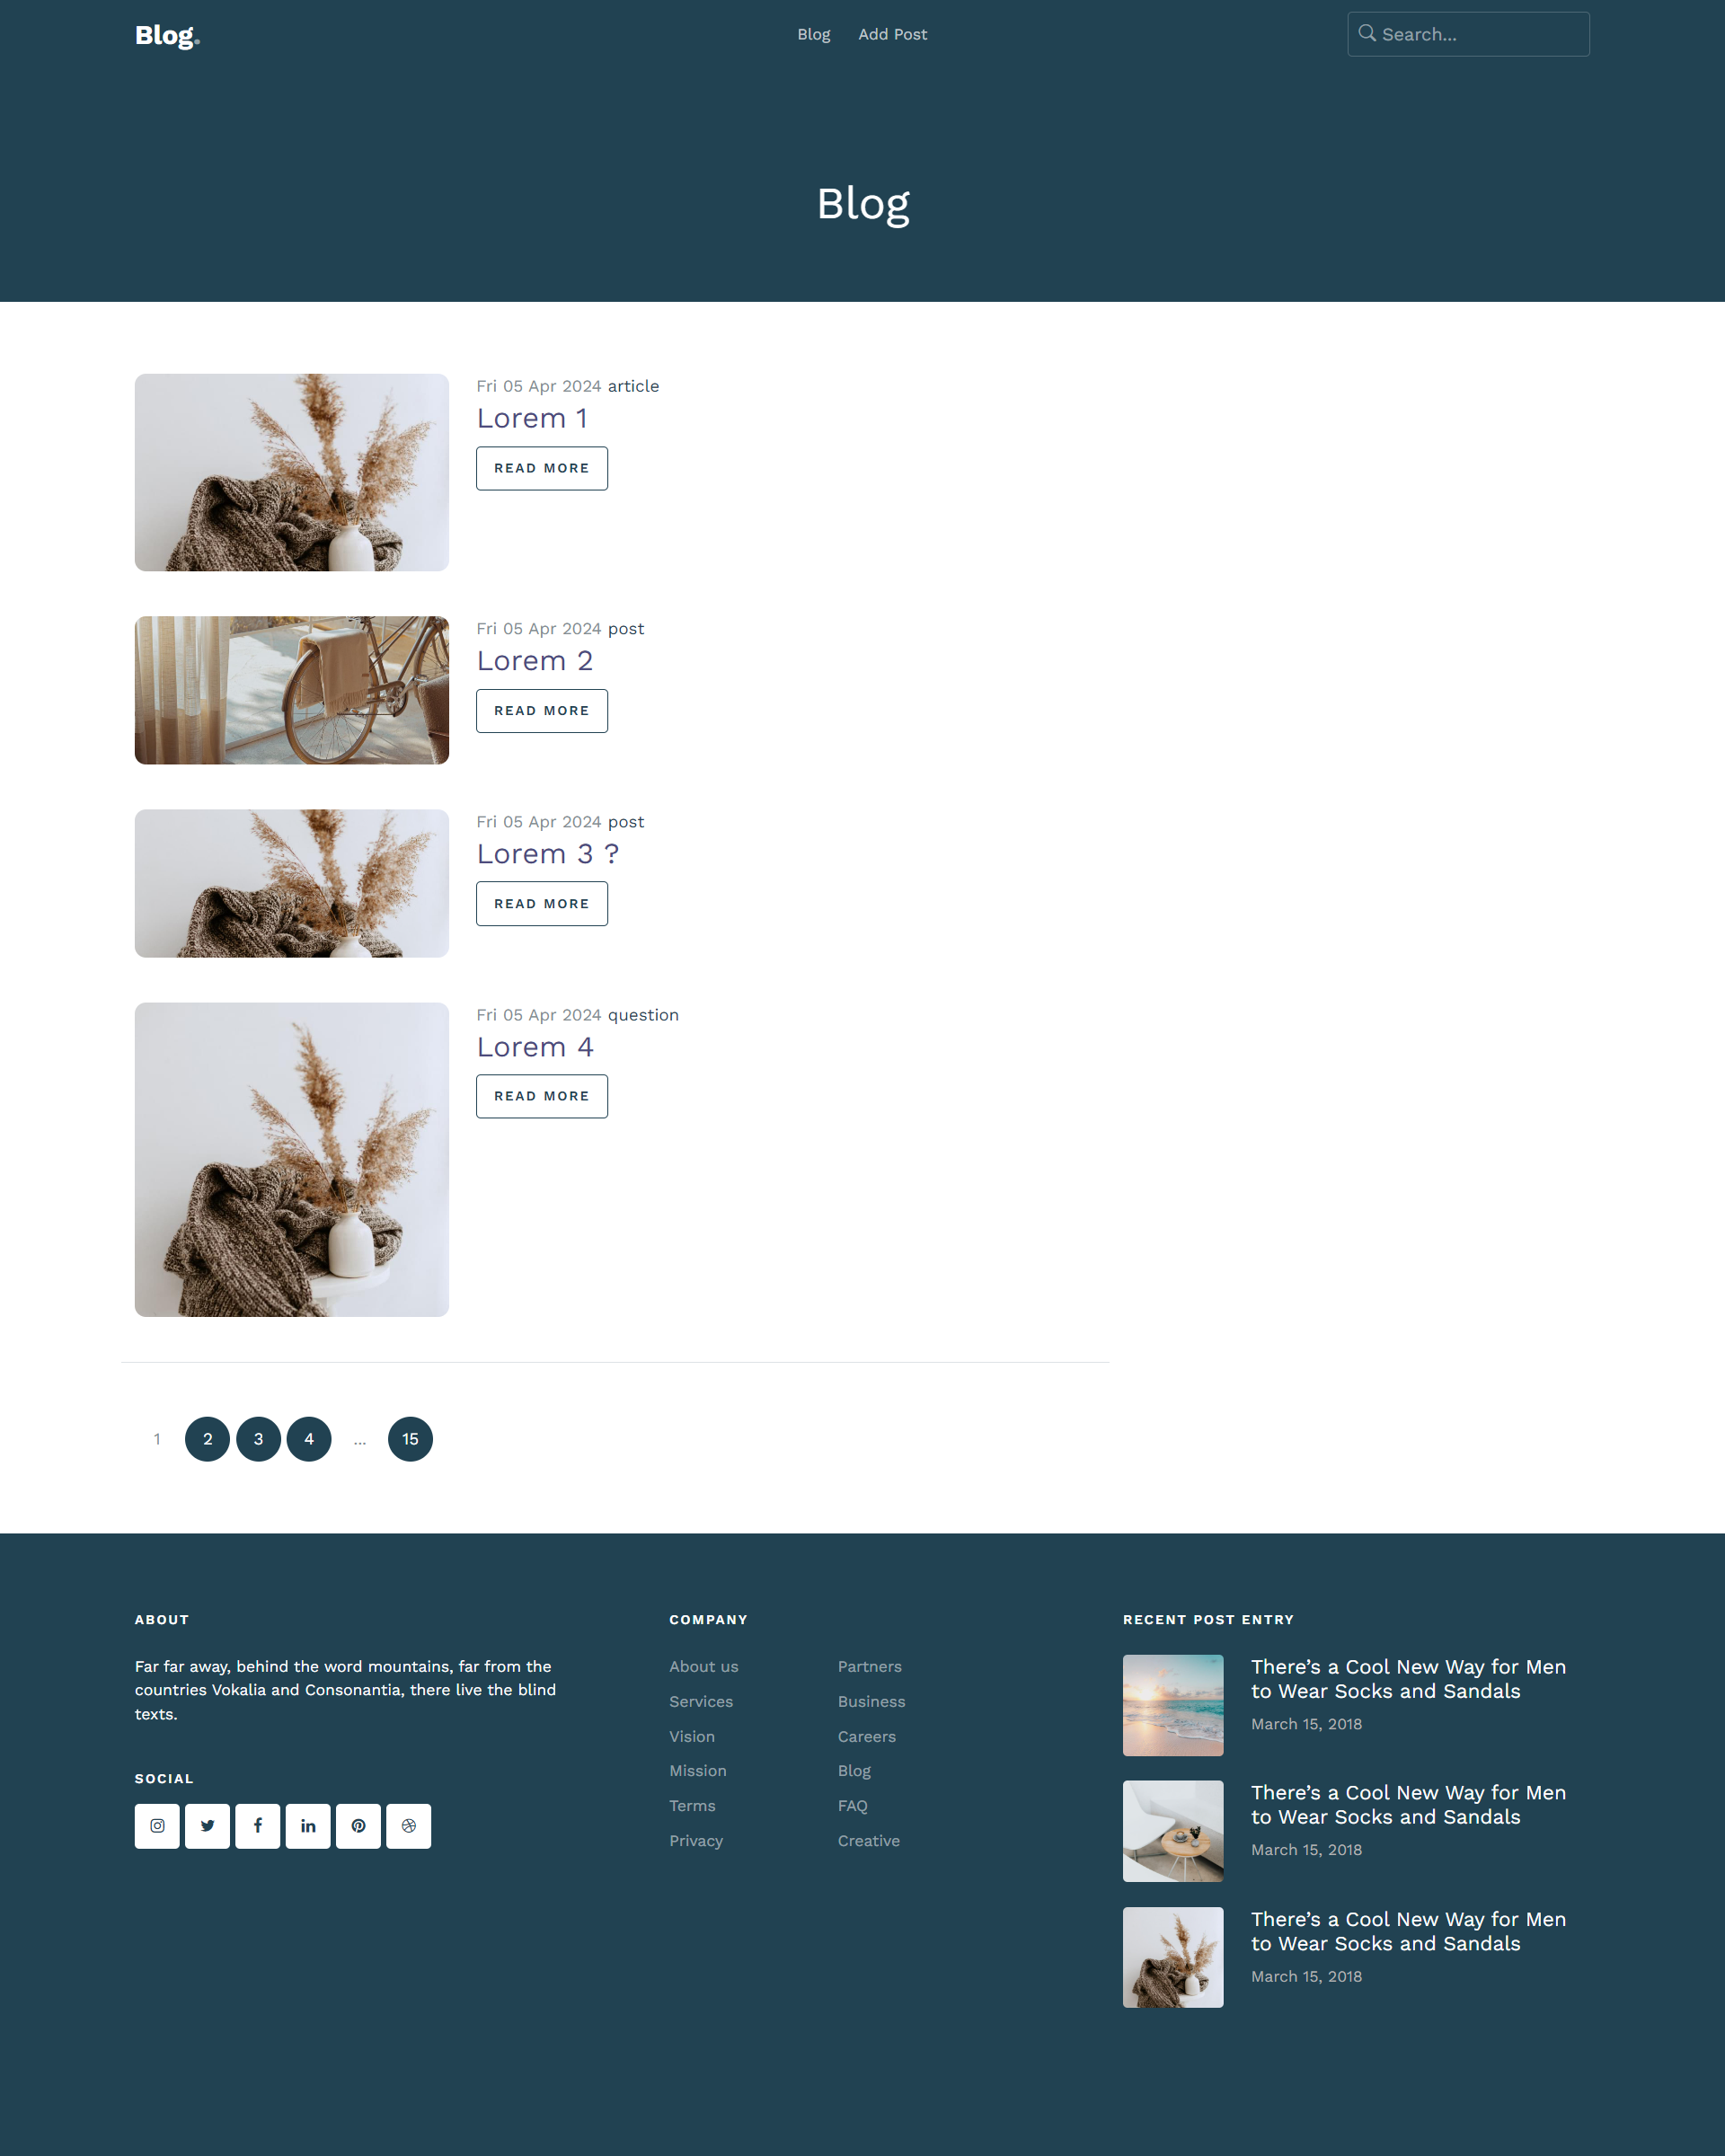 Blog.
Blog Add Post
Search...
Blog
Fri 05 Apr 2024 article
Lorem 1
READ MORE
Fri 05 Apr 2024 post
Lorem 2
READ MORE
Fri 05 Apr 2024 post
Lorem 3 ?
READ MORE
Fri 05 Apr 2024 question
Lorem 4
READ MORE
1 2 3 4 ... 15
ABOUT
Far far away, behind the word mountains, far from the
countries Vokalia and Consonantia, there live the blind
texts.
SOCIAL
COMPANY
About us
Services
Vision
Mission
Terms
Privacy
Partners
Business
Careers
Blog
FAQ
Creative
RECENT POST ENTRY
There’s a Cool New Way for Men
to Wear Socks and Sandals
March 15, 2018
There’s a Cool New Way for Men
to Wear Socks and Sandals
March 15, 2018
There’s a Cool New Way for Men
to Wear Socks and Sandals
March 15, 2018